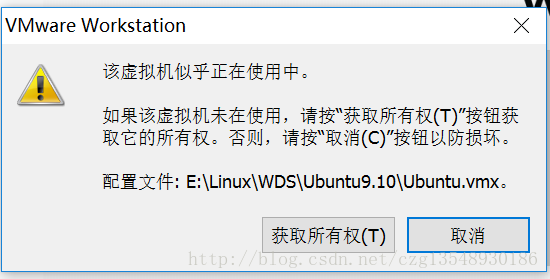 VMware Workstation
该虚拟机似乎正在使用中。
如果该虚拟机未在使用，请按“获取所有权(T)”按钮获
取它的所有权。否则，请按“取消(C)”按钮以防损坏。
配置文件: E:\Linux\WDS\Ubuntu9.10\Ubuntu.vmx。
获取所有权(T)
取消
http://blog.csdn.net/czg13548930186